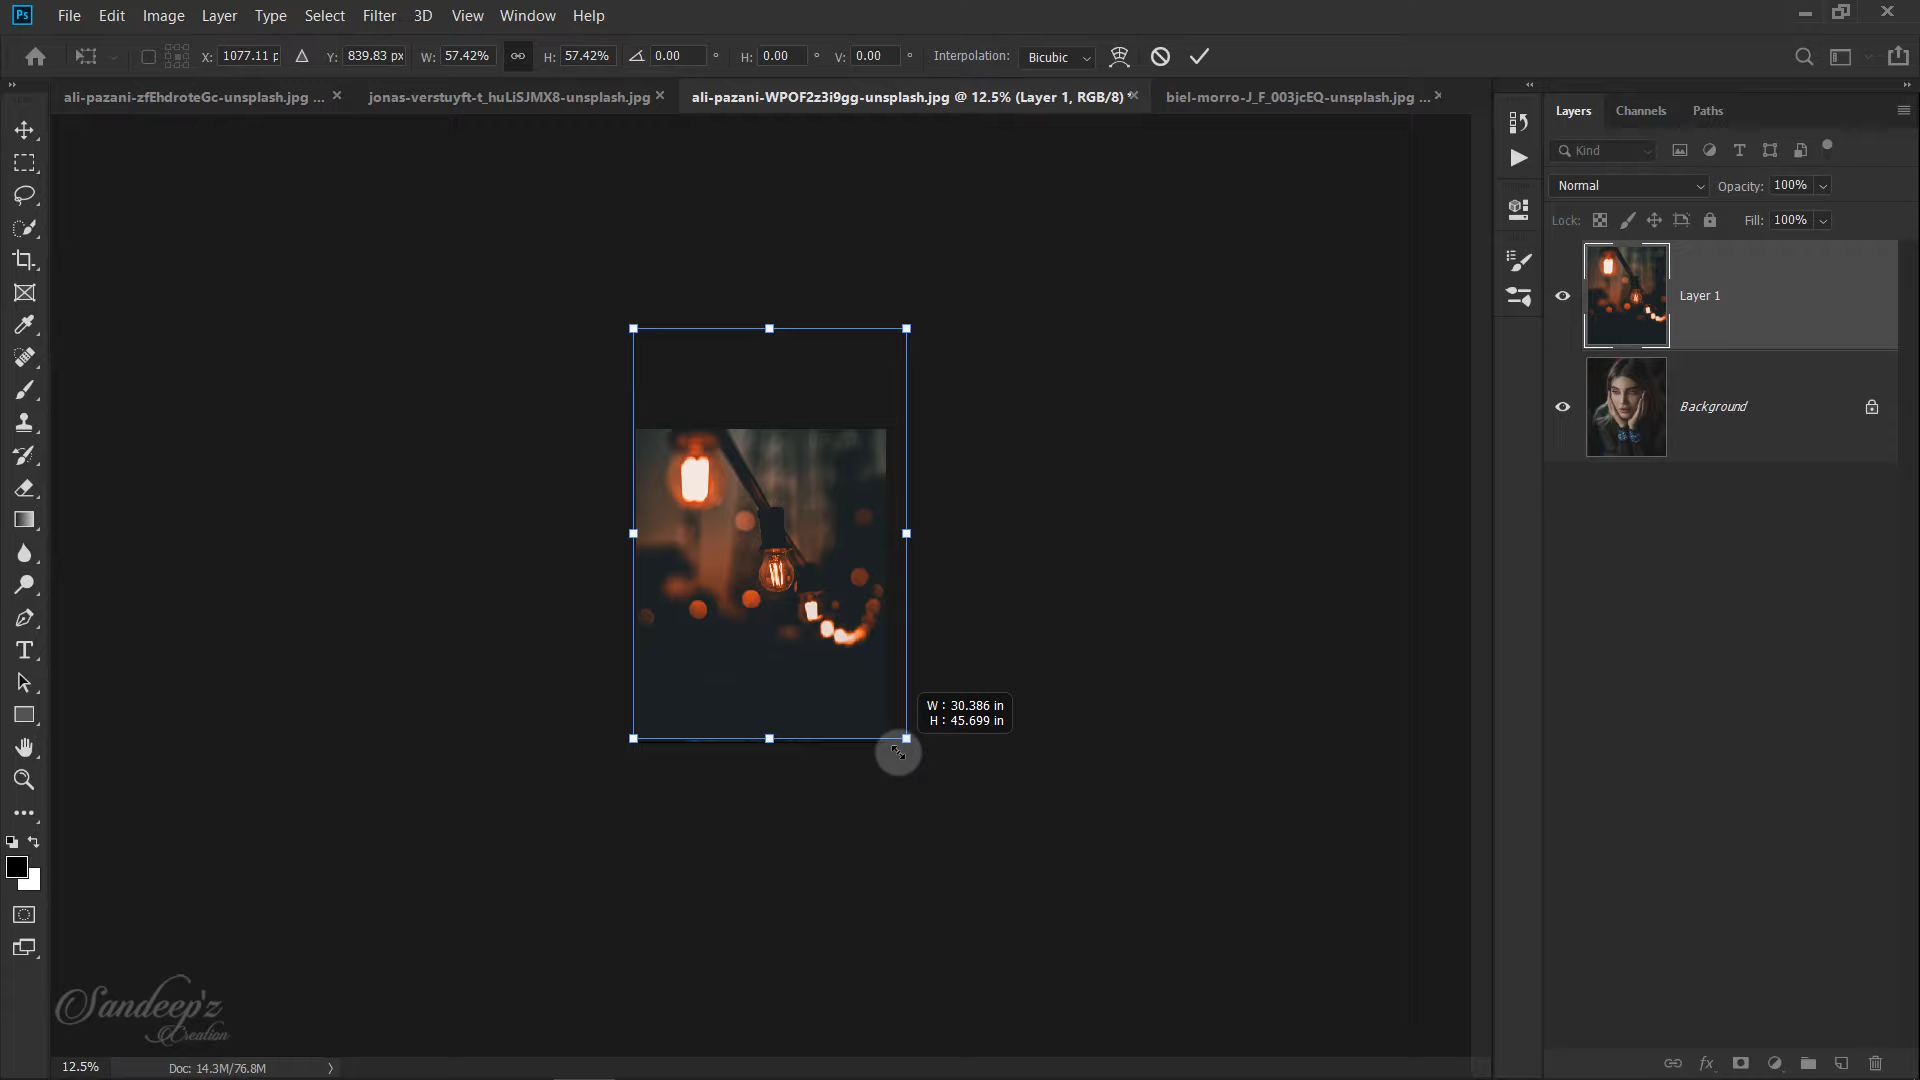 Ps File Edit Image Layer Type Select Filter 3D View Window Help
X: 1077.11 p Y: 839.83 px W: 57.42% H: 57.42% 0.00 ° H: 0.00 ° V: 0.00 ° Interpolation: Bicubic
ali-pazani-zfEhdroteGc-unsplash.jpg ... × jonas-verstuyft-t_huLiSJMX8-unsplash.jpg × ali-pazani-WPOF2z3i9gg-unsplash.jpg @ 12.5% (Layer 1, RGB/8) * × biel-morro-J_F_003jcEQ-unsplash.jpg ... ×
Layers Channels Paths
Kind
Normal Opacity: 100%
Lock: Fill: 100%
Layer 1
Background
W : 30.386 in
H : 45.699 in
Sandeep'z
Creation
12.5% Doc: 14.3M/76.8M